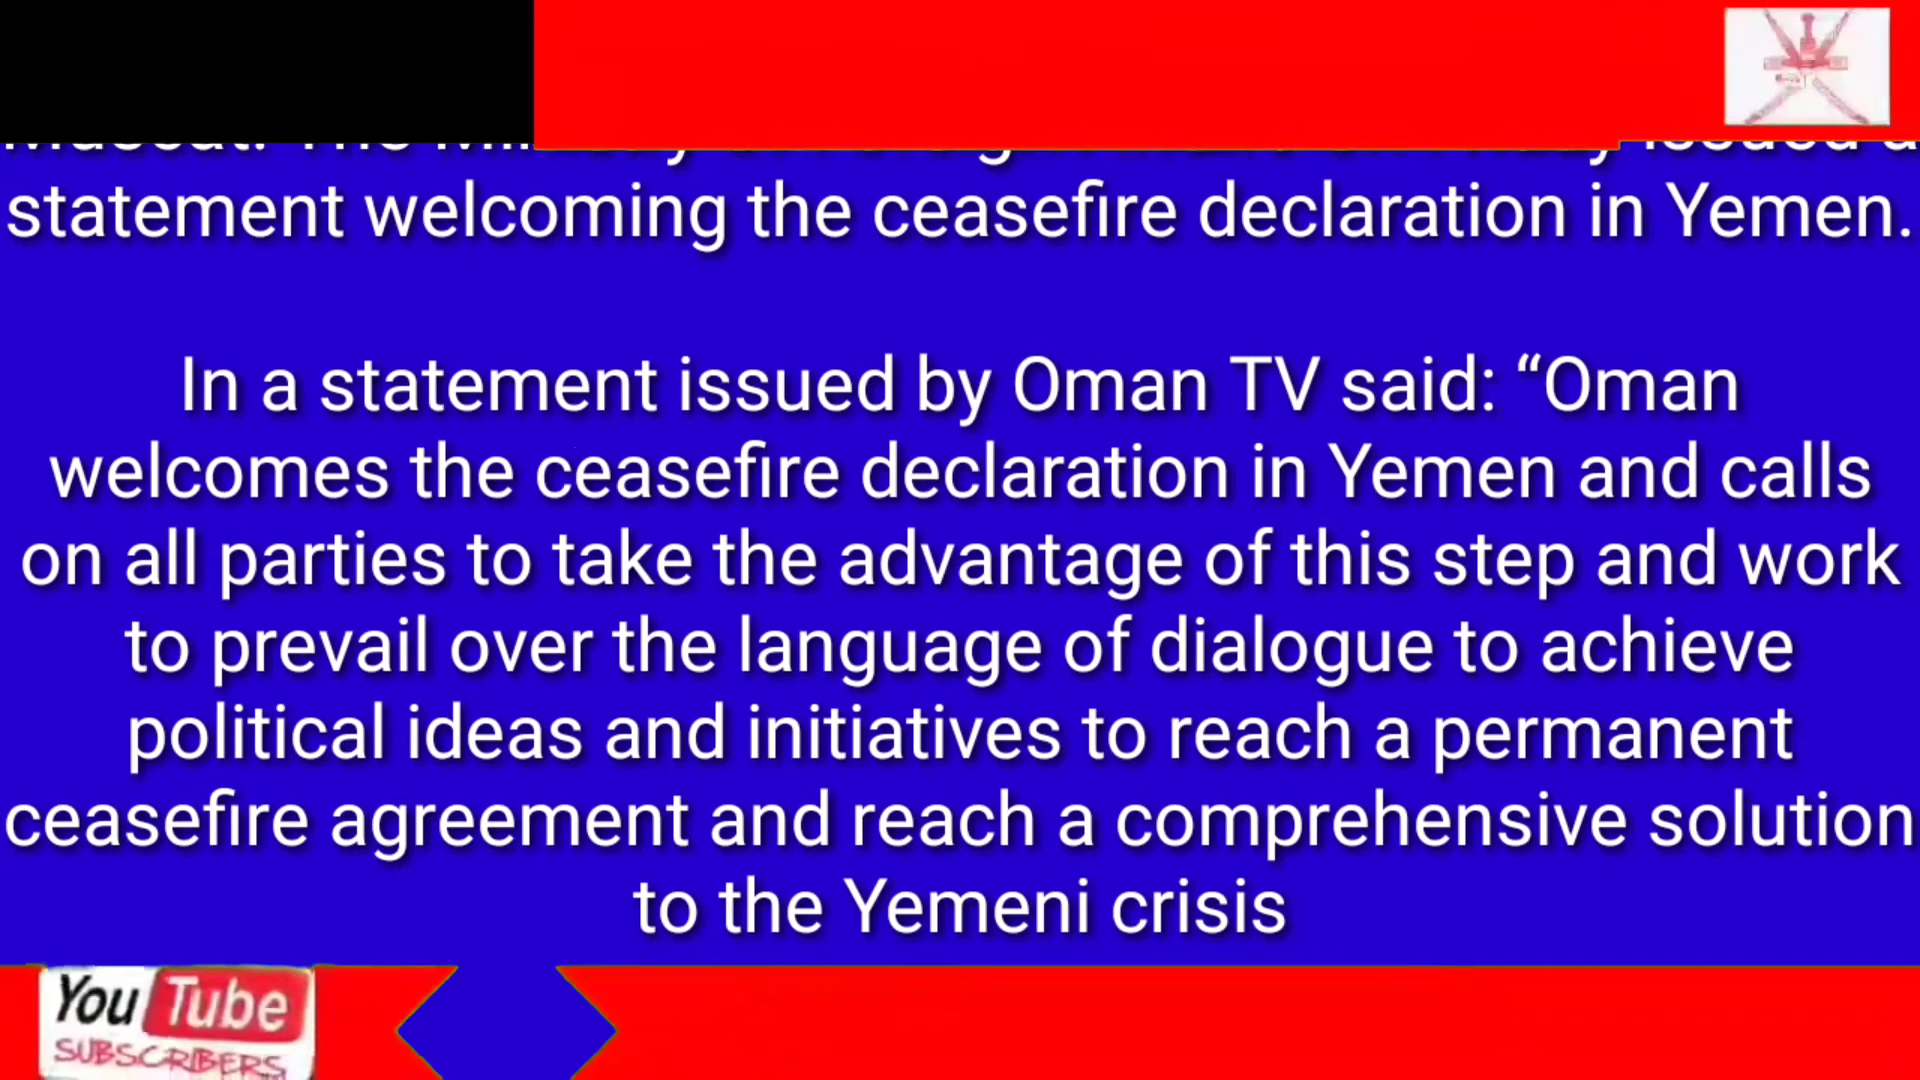 issued a
statement welcoming the ceasefire declaration in Yemen.
In a statement issued by Oman TV said: “Oman
welcomes the ceasefire declaration in Yemen and calls
on all parties to take the advantage of this step and work
to prevail over the language of dialogue to achieve
political ideas and initiatives to reach a permanent
ceasefire agreement and reach a comprehensive solution
to the Yemeni crisis
YouTube
SUBSCRIBERS